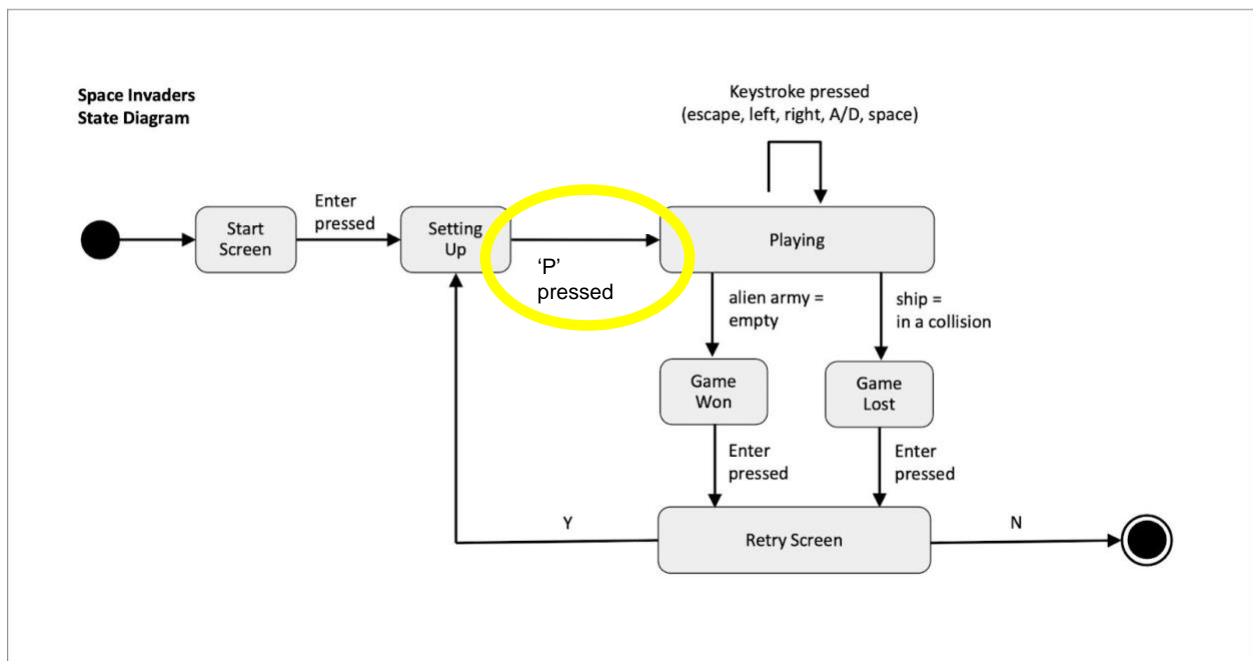 Space Invaders
State Diagram
Keystroke pressed
(escape, left, right, A/D, space)
Enter
pressed
Start
Screen
Setting
Up
‘P’
pressed
Playing
alien army =
empty
ship =
in a collision
Game
Won
Game
Lost
Enter
pressed
Enter
pressed
Y
Retry Screen
N